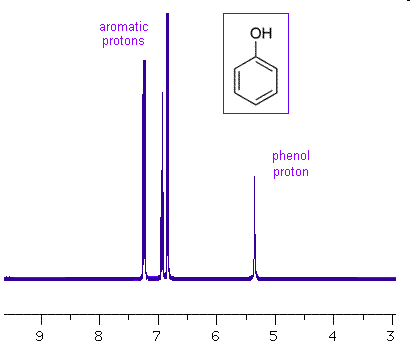 aromatic
protons
OH
phenol
proton
9 8 7 6 5 4 3